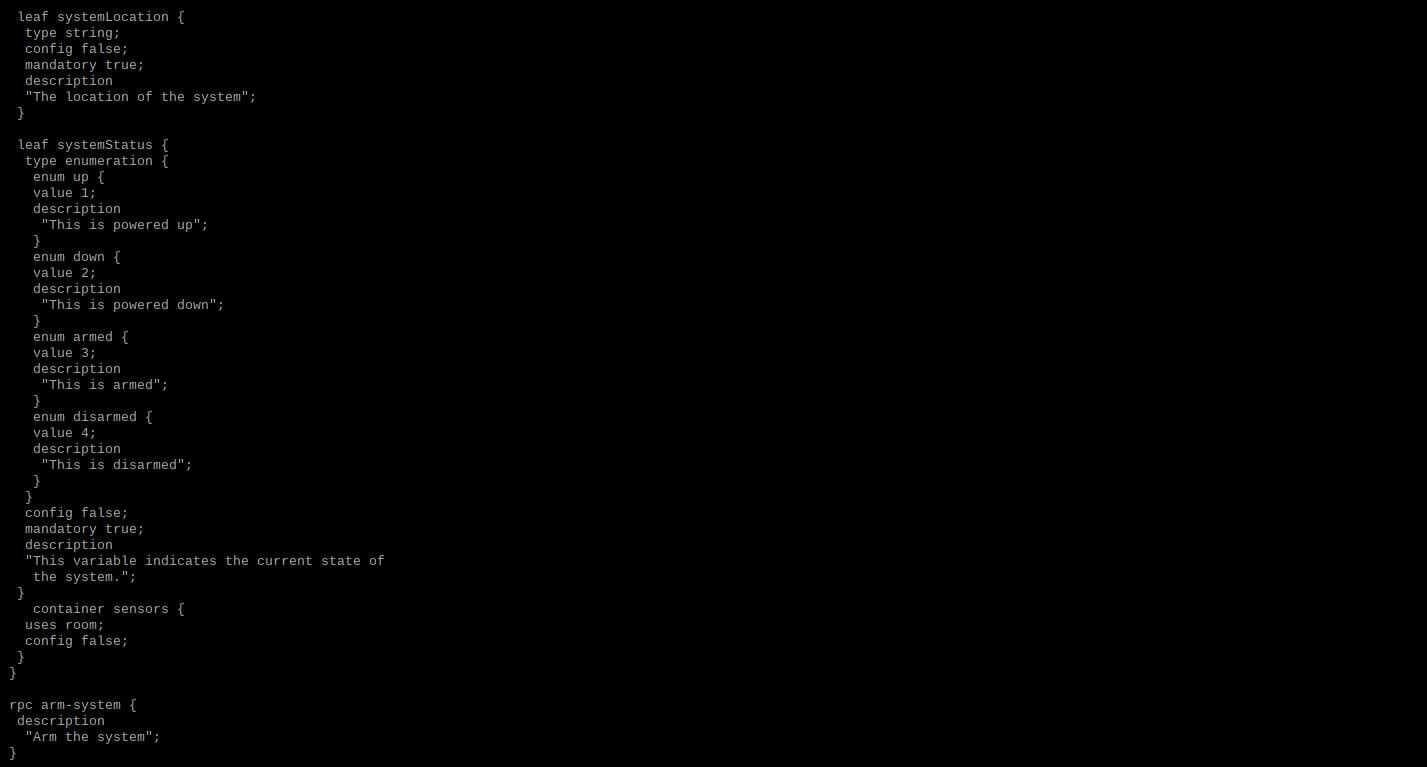 leaf systemLocation {
type string;
config false;
mandatory true;
description
"The location of the system";
}
leaf systemStatus {
type enumeration {
enum up {
value 1;
description
"This is powered up";
}
enum down {
value 2;
description
"This is powered down";
}
enum armed {
value 3;
description
"This is armed";
}
enum disarmed {
value 4;
description
"This is disarmed";
}
}
config false;
mandatory true;
description
"This variable indicates the current state of
the system.";
}
container sensors {
uses room;
config false;
}
}
rpc arm-system {
description
"Arm the system";
}